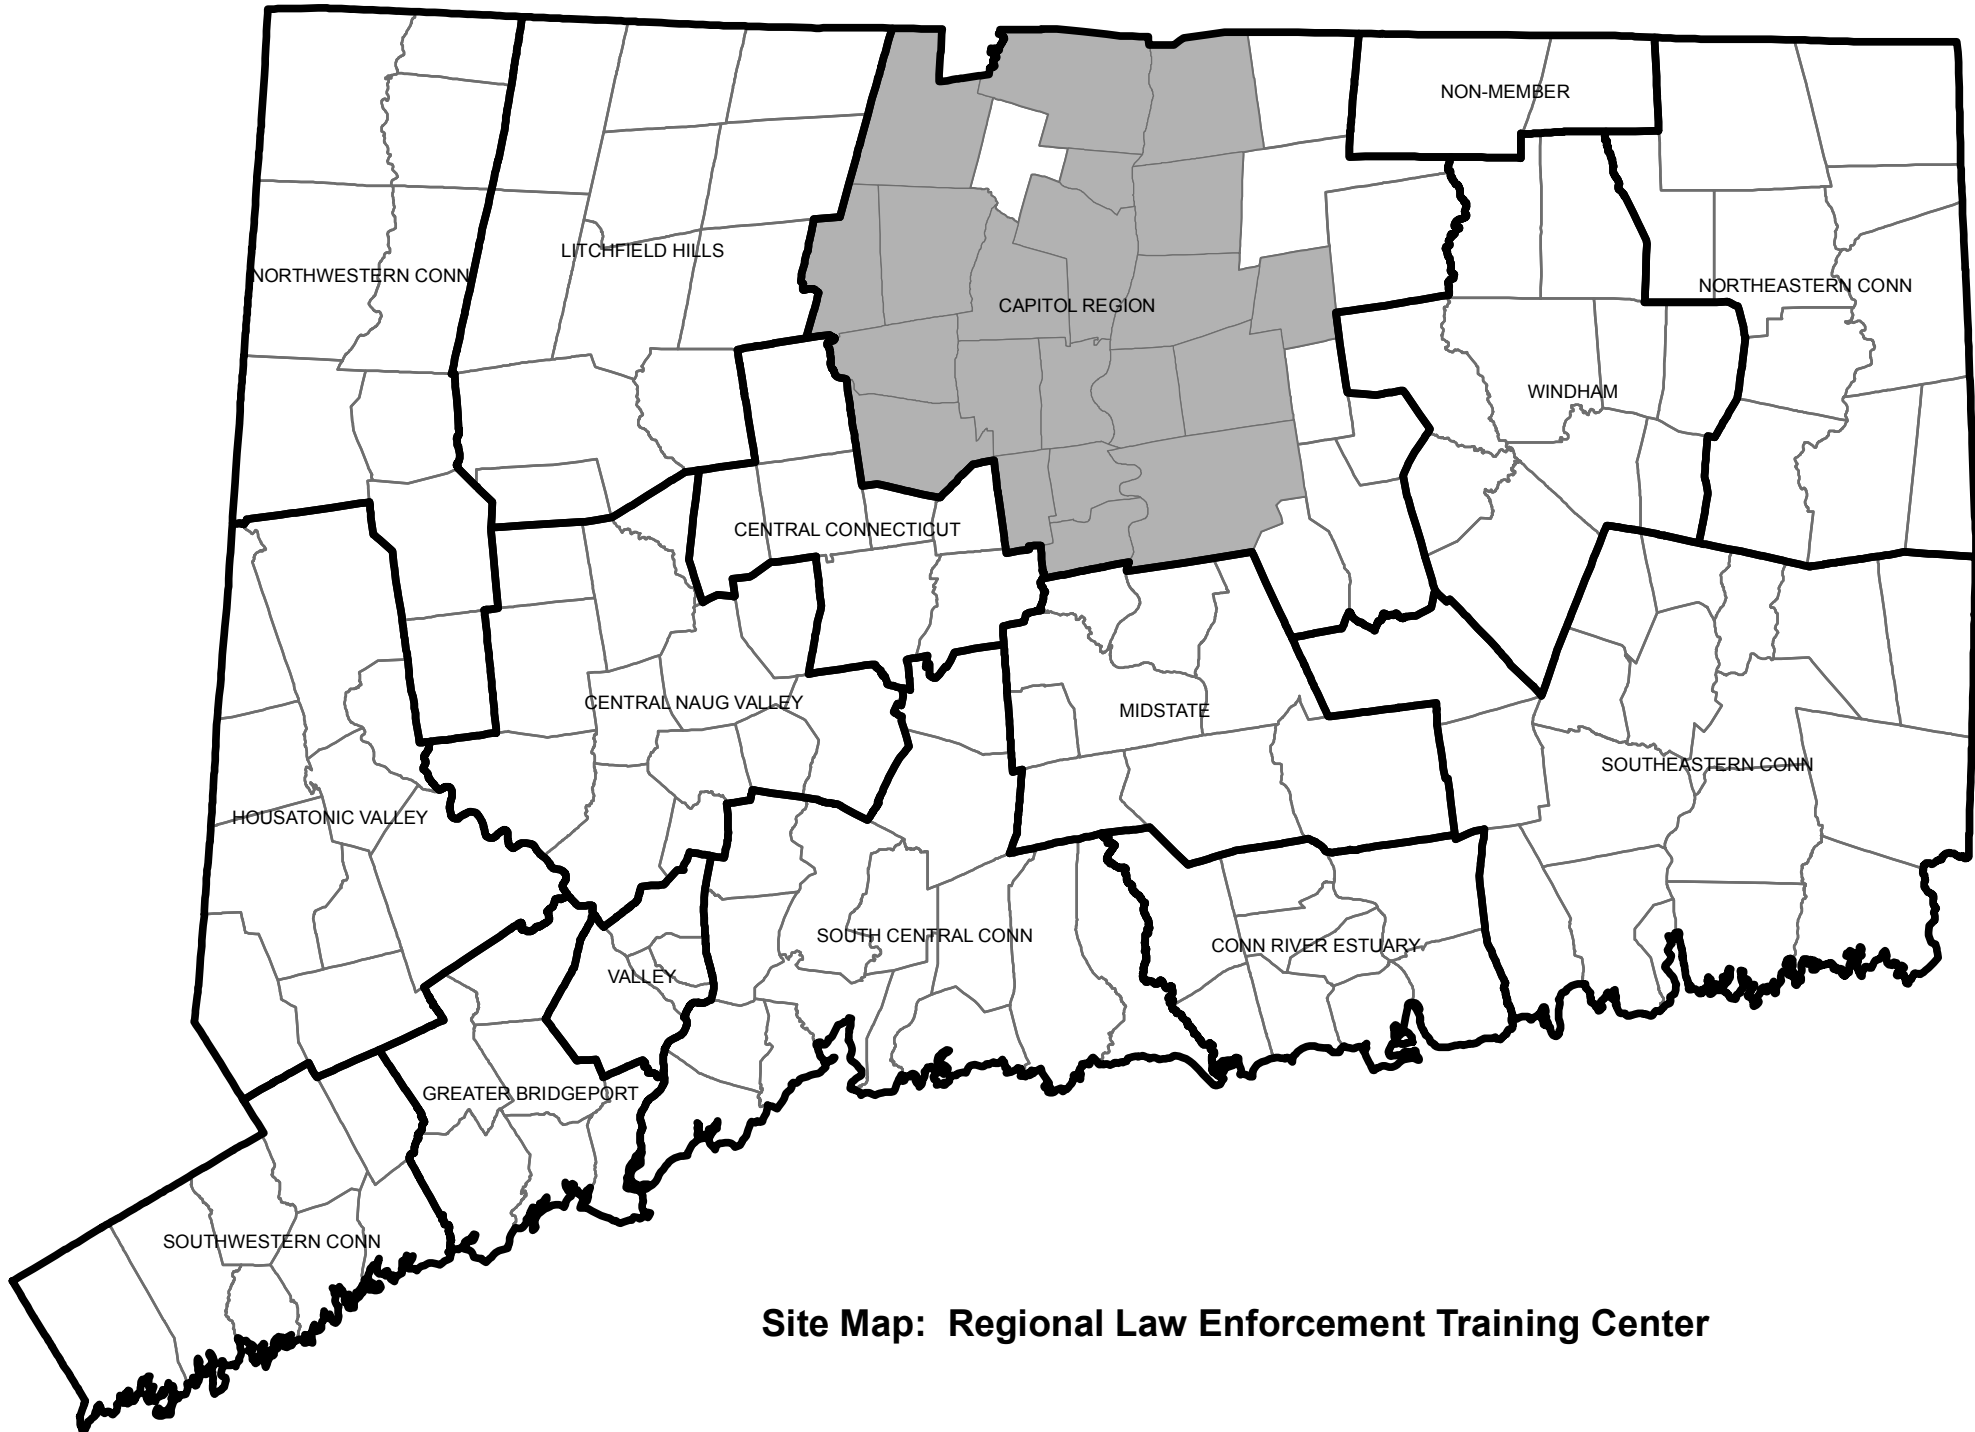 NON-MEMBER
LITCHFIELD HILLS
NORTHWESTERN CONN
NORTHEASTERN CONN
CAPITOL REGION
WINDHAM
CENTRAL CONNECTICUT
CENTRAL NAUG VALLEY
MIDSTATE
SOUTHEASTERN CONN
HOUSATONIC VALLEY
SOUTH CENTRAL CONN
CONN RIVER ESTUARY
VALLEY
GREATER BRIDGEPORT
SOUTHWESTERN CONN
Site Map:  Regional Law Enforcement Training Center